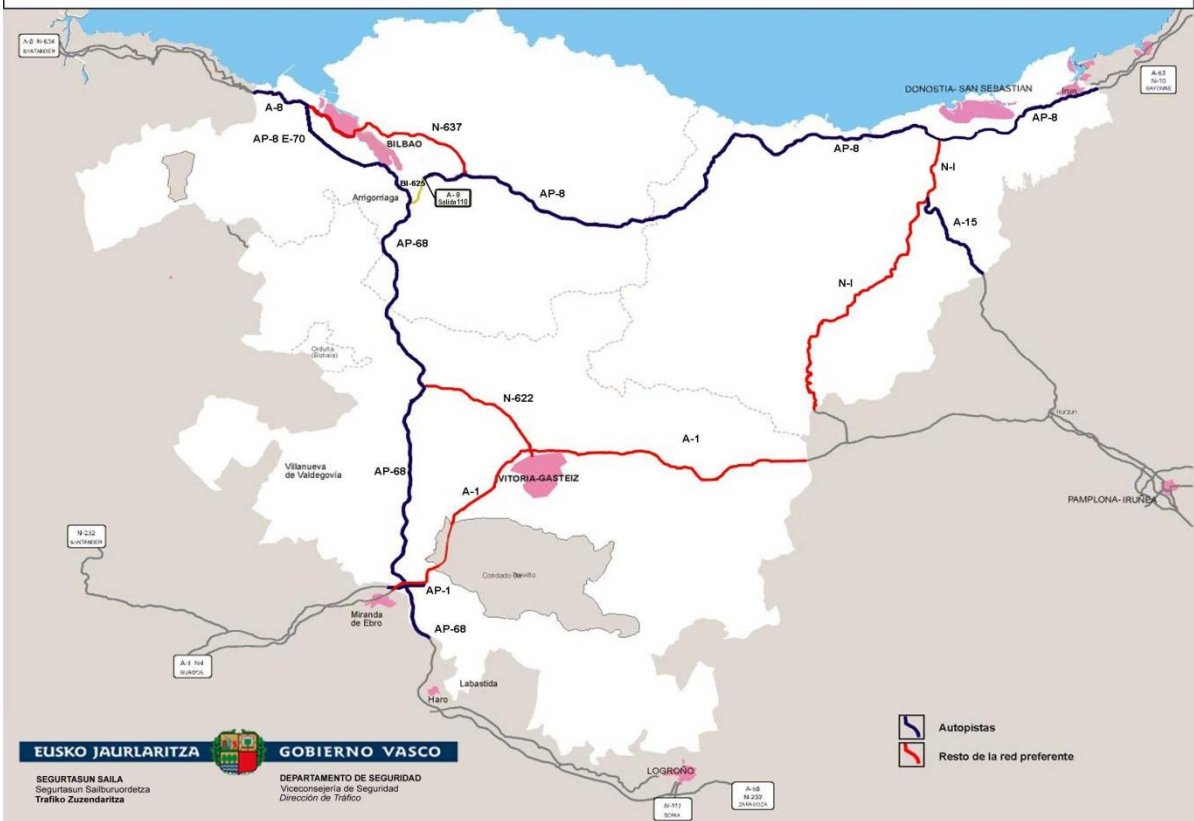 A-8 N-634
SANTANDER
A-63
N-10
BAYONNE
DONOSTIA- SAN SEBASTIAN
Irun
A-8
AP-8
AP-8 E-70
N-637
BILBAO
AP-8
N-I
BI-625
A-8
Salida110
Arrigorriaga
AP-8
A-15
AP-68
N-I
Orduña
(Bizkaia)
N-622
Irurzun
A-1
Villanueva
de Valdegovía
AP-68
VITORIA-GASTEIZ
A-1
PAMPLONA- IRUÑEA
N-232
SANTANDER
Condado
AP-1
Miranda
de Ebro
AP-68
A-1 N-I
BURGOS
Labastida
Haro
Autopistas
Resto de la red preferente
EUSKO JAURLARITZA
GOBIERNO VASCO
SEGURTASUN SAILA
Segurtasun Sailburuordetza
Trafiko Zuzendaritza
DEPARTAMENTO DE SEGURIDAD
Viceconsejería de Seguridad
Dirección de Tráfico
LOGROÑO
N-111
SORIA
A-68
N-232
ZARAGOZA